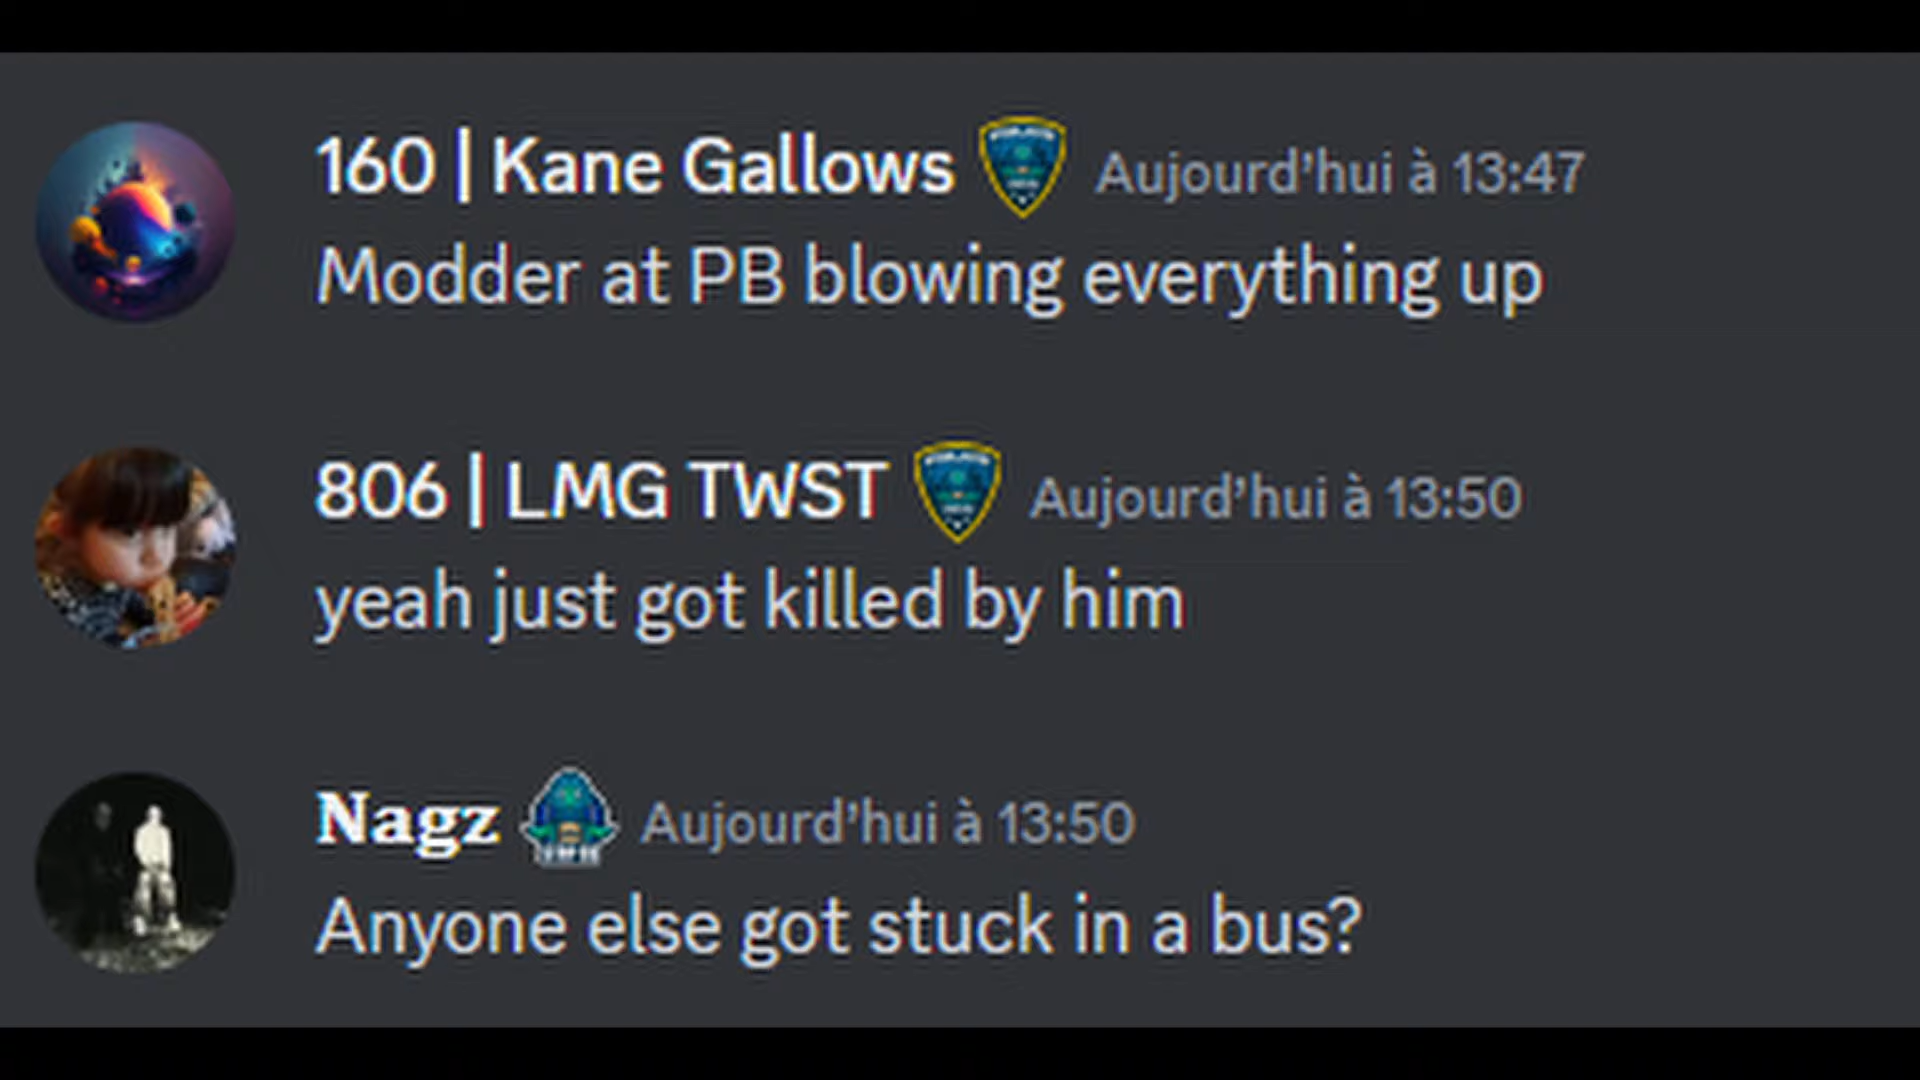 160 | Kane Gallows Aujourd'hui à 13:47
Modder at PB blowing everything up
806 | LMG TWST Aujourd'hui à 13:50
yeah just got killed by him
Nagz Aujourd'hui à 13:50
Anyone else got stuck in a bus?